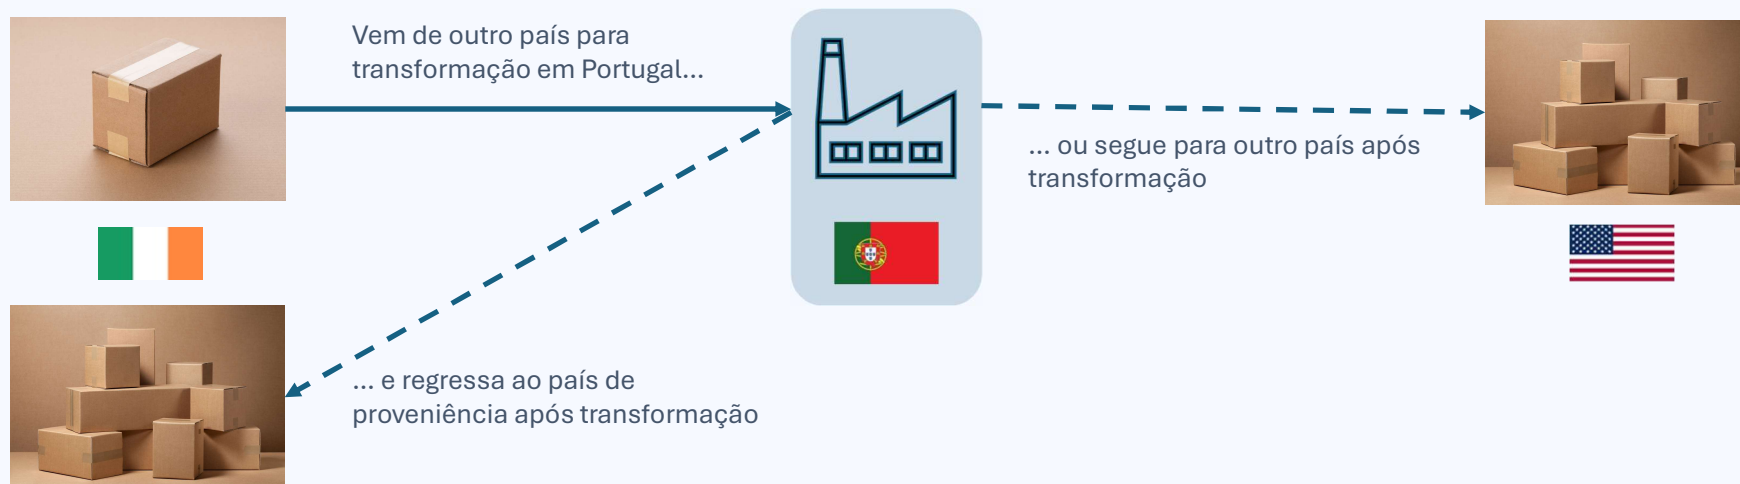 Vem de outro país para
transformação em Portugal...
... ou segue para outro país após
transformação
... e regressa ao país de
proveniência após transformação